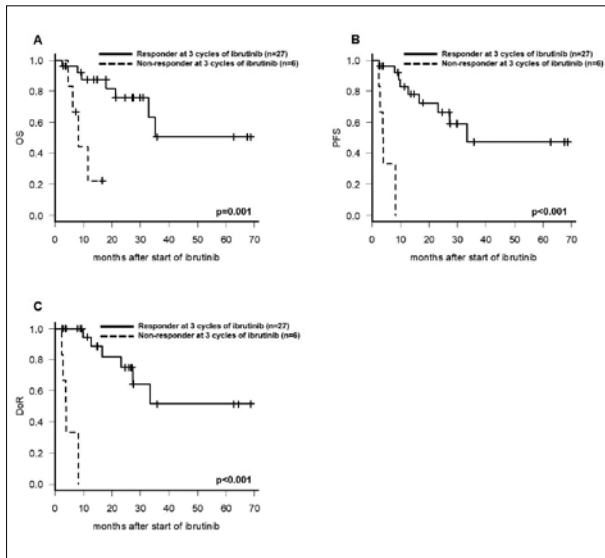 A
Responder at 3 cycles of ibrutinib (n=27)
Non-responder at 3 cycles of ibrutinib (n=6)
1.0
0.8
0.6
0.4
0.2
0.0
OS
p=0.001
0 10 20 30 40 50 60 70
months after start of ibrutinib
B
Responder at 3 cycles of ibrutinib (n=27)
Non-responder at 3 cycles of ibrutinib (n=6)
1.0
0.8
0.6
0.4
0.2
0.0
PFS
p<0.001
0 10 20 30 40 50 60 70
months after start of ibrutinib
C
Responder at 3 cycles of ibrutinib (n=27)
Non-responder at 3 cycles of ibrutinib (n=6)
1.0
0.8
0.6
0.4
0.2
0.0
DoR
p<0.001
0 10 20 30 40 50 60 70
months after start of ibrutinib